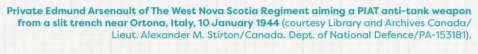 Private Edmund Arsenault of The West Nova Scotia Regiment aiming a PIAT anti-tank weapon
from a slit trench near Ortona, Italy, 10 January 1944 (courtesy Library and Archives Canada/
Lieut. Alexander M. Stirton/Canada. Dept. of National Defence/PA-153181).